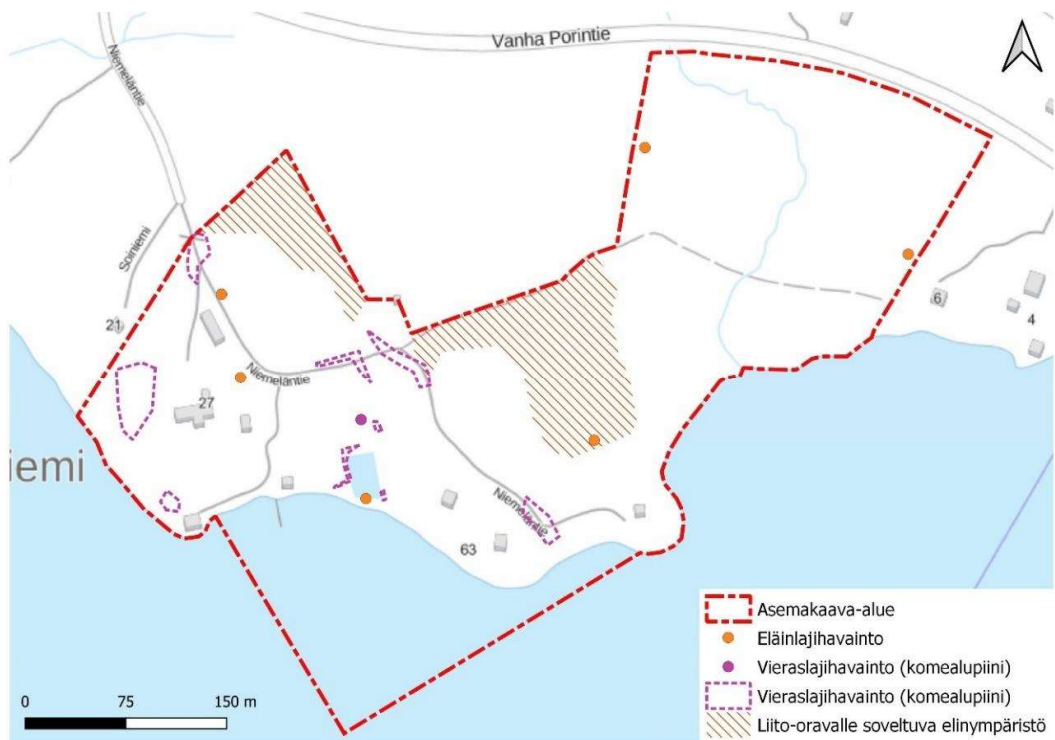 Vanha Porintie
Niemeläntie
Soiniemi
21
6
4
Niemeläntie
27
iemi
Niemeläntie
63
Asemakaava-alue
Eläinlajihavainto
Vieraslajihavainto (komealupiini)
Vieraslajihavainto (komealupiini)
Liito-oravalle soveltuva elinympäristö
0 75 150 m